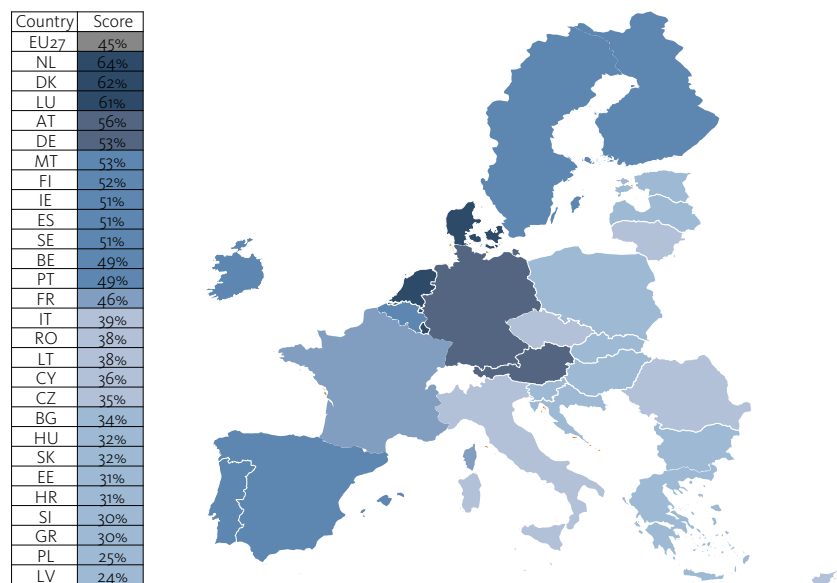 Country Score
EU27 45%
NL 64%
DK 62%
LU 61%
AT 56%
DE 53%
MT 53%
FI 52%
IE 51%
ES 51%
SE 51%
BE 49%
PT 49%
FR 46%
IT 39%
RO 38%
LT 38%
CY 36%
CZ 35%
BG 34%
HU 32%
SK 32%
EE 31%
HR 31%
SI 30%
GR 30%
PL 25%
LV 24%